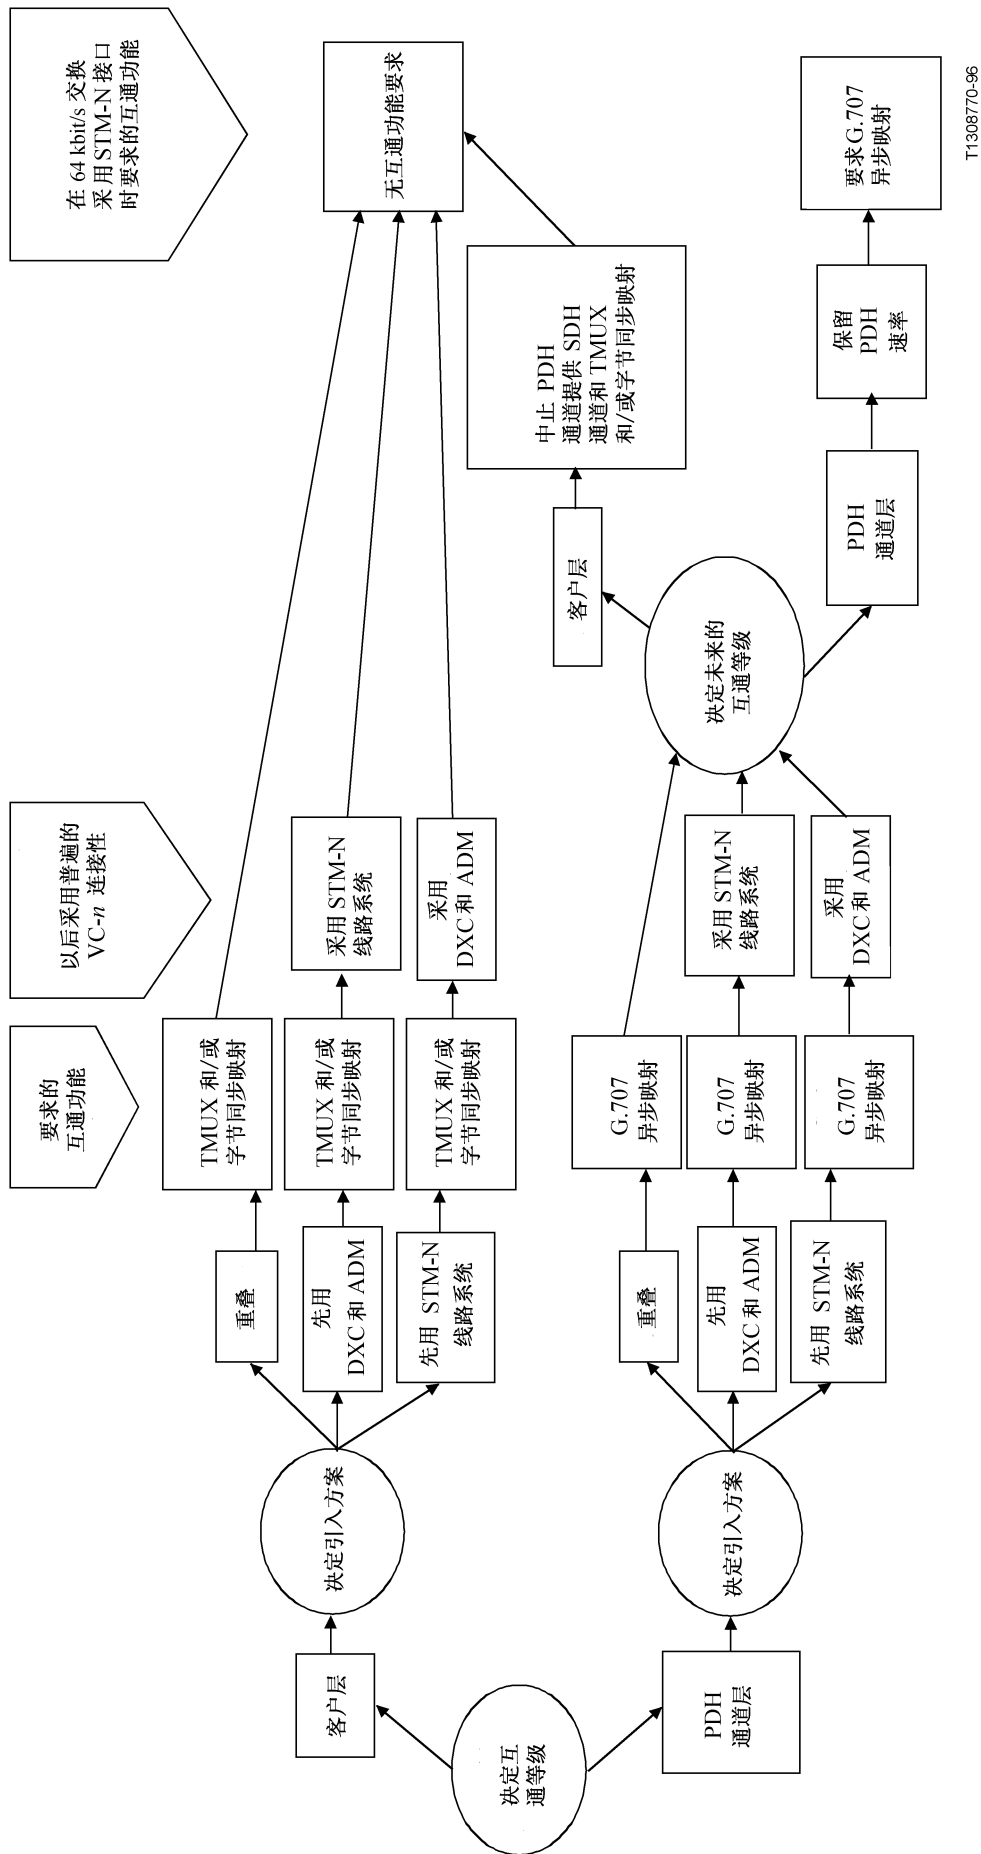 要求的
互通功能
以后采用普遍的
VC-n 连接性
在 64 kbit/s 交换
采用 STM-N 接口
时要求的互通功能
决定互
通等级
客户层
决定引入方案
重叠
TMUX 和/或
字节同步映射
先用
DXC 和 ADM
TMUX 和/或
字节同步映射
采用 STM-N
线路系统
先用 STM-N
线路系统
TMUX 和/或
字节同步映射
采用
DXC 和 ADM
无互通功能要求
PDH
通道层
决定引入方案
重叠
G.707
异步映射
先用
DXC 和 ADM
G.707
异步映射
采用 STM-N
线路系统
先用 STM-N
线路系统
G.707
异步映射
采用
DXC 和 ADM
决定未来的
互通等级
客户层
中止 PDH
通道提供 SDH
通道和 TMUX
和/或字节同步映射
PDH
通道层
保留
PDH
速率
要求 G.707
异步映射
T1308770-96